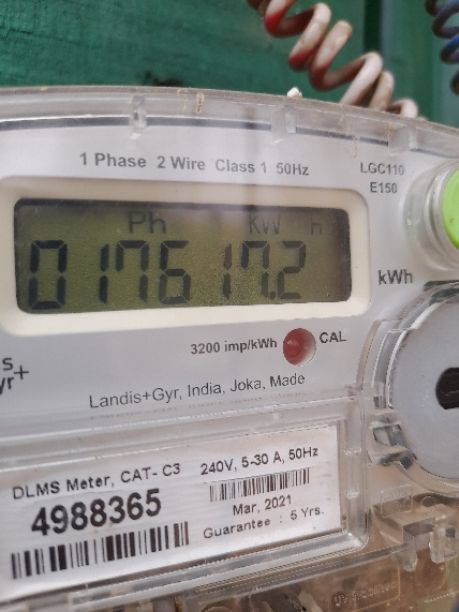 1 Phase 2 Wire Class 1 50Hz
LGC110
E150
Ph kW h
017617.2
kWh
3200 imp/kWh CAL
s
yr+
Landis+Gyr, India, Joka, Made
DLMS Meter, CAT- C3
240V, 5-30 A, 50Hz
4988365
Mar, 2021
Guarantee : 5 Yrs.